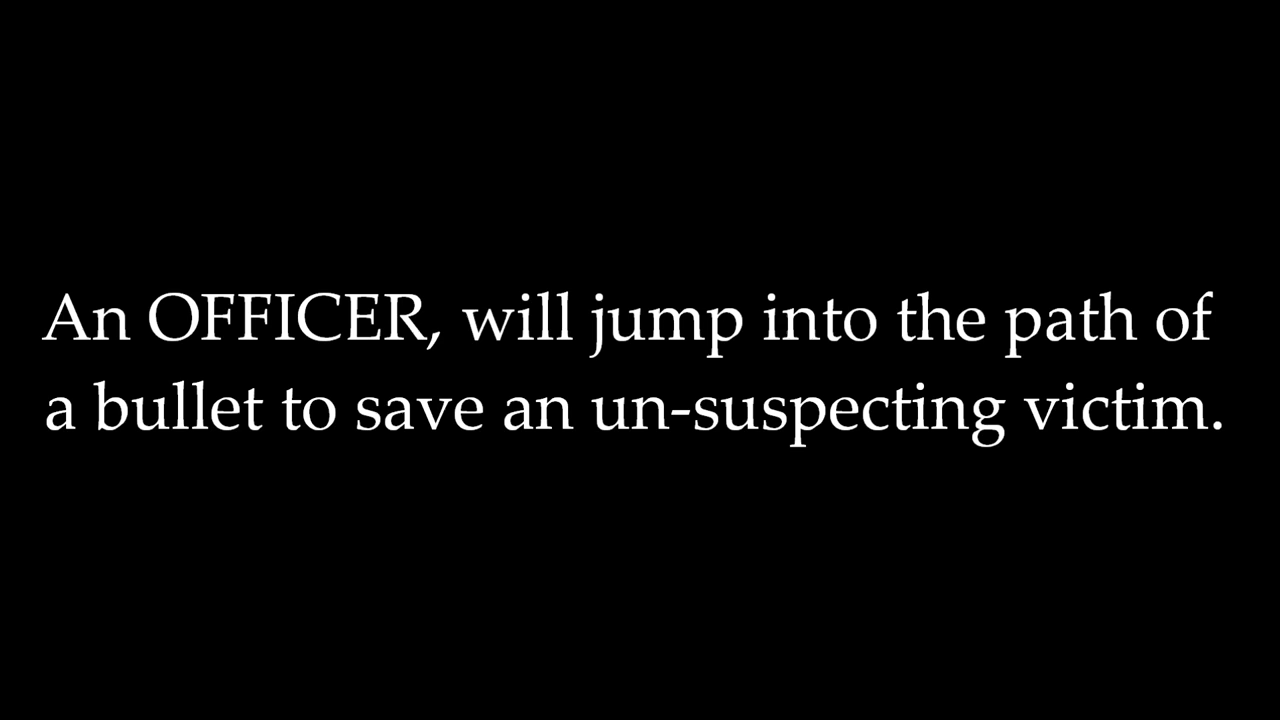 An OFFICER, will jump into the path of
a bullet to save an un-suspecting victim.